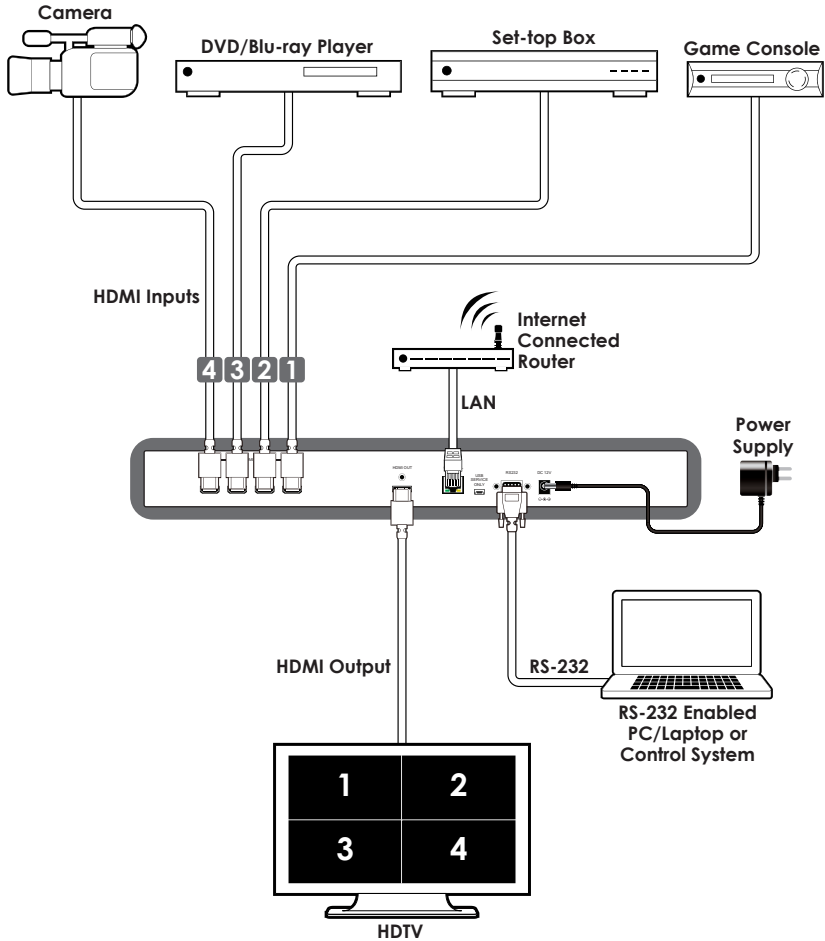 Camera
DVD/Blu-ray Player
Set-top Box
Game Console
HDMI Inputs
Internet
Connected
Router
4 3 2 1
LAN
Power
Supply
HDMI OUT
USB
SERVICE
ONLY
RS232
DC 12V
HDMI Output
RS-232
RS-232 Enabled
PC/Laptop or
Control System
1 2
3 4
HDTV